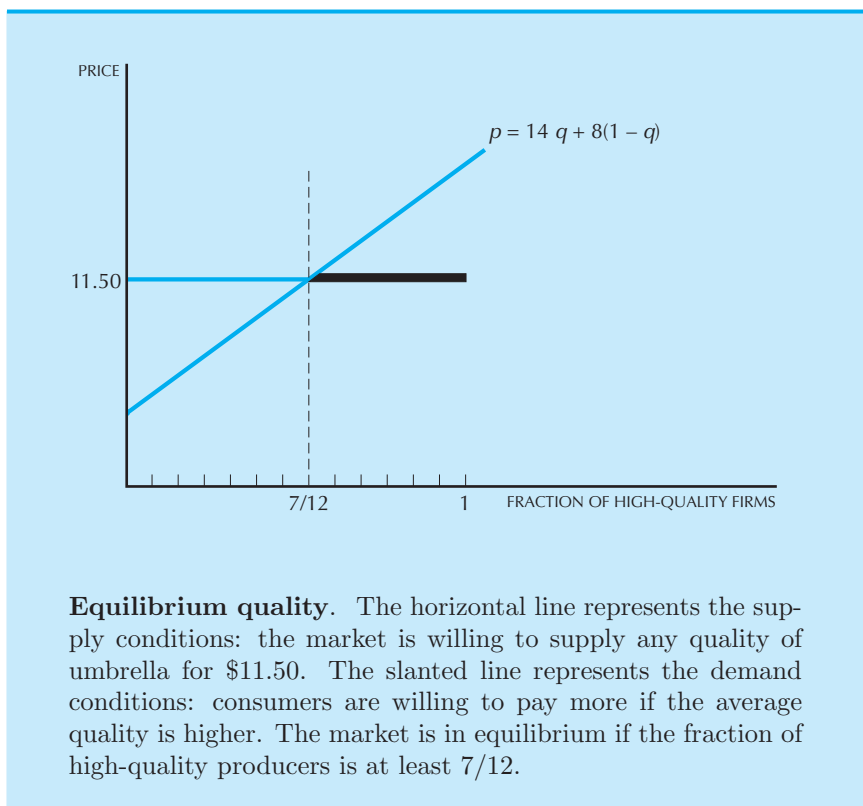 PRICE
p = 14 q + 8(1 – q)
11.50
7/12
1
FRACTION OF HIGH-QUALITY FIRMS
Equilibrium quality. The horizontal line represents the sup-
ply conditions: the market is willing to supply any quality of
umbrella for $11.50. The slanted line represents the demand
conditions: consumers are willing to pay more if the average
quality is higher. The market is in equilibrium if the fraction of
high-quality producers is at least 7/12.